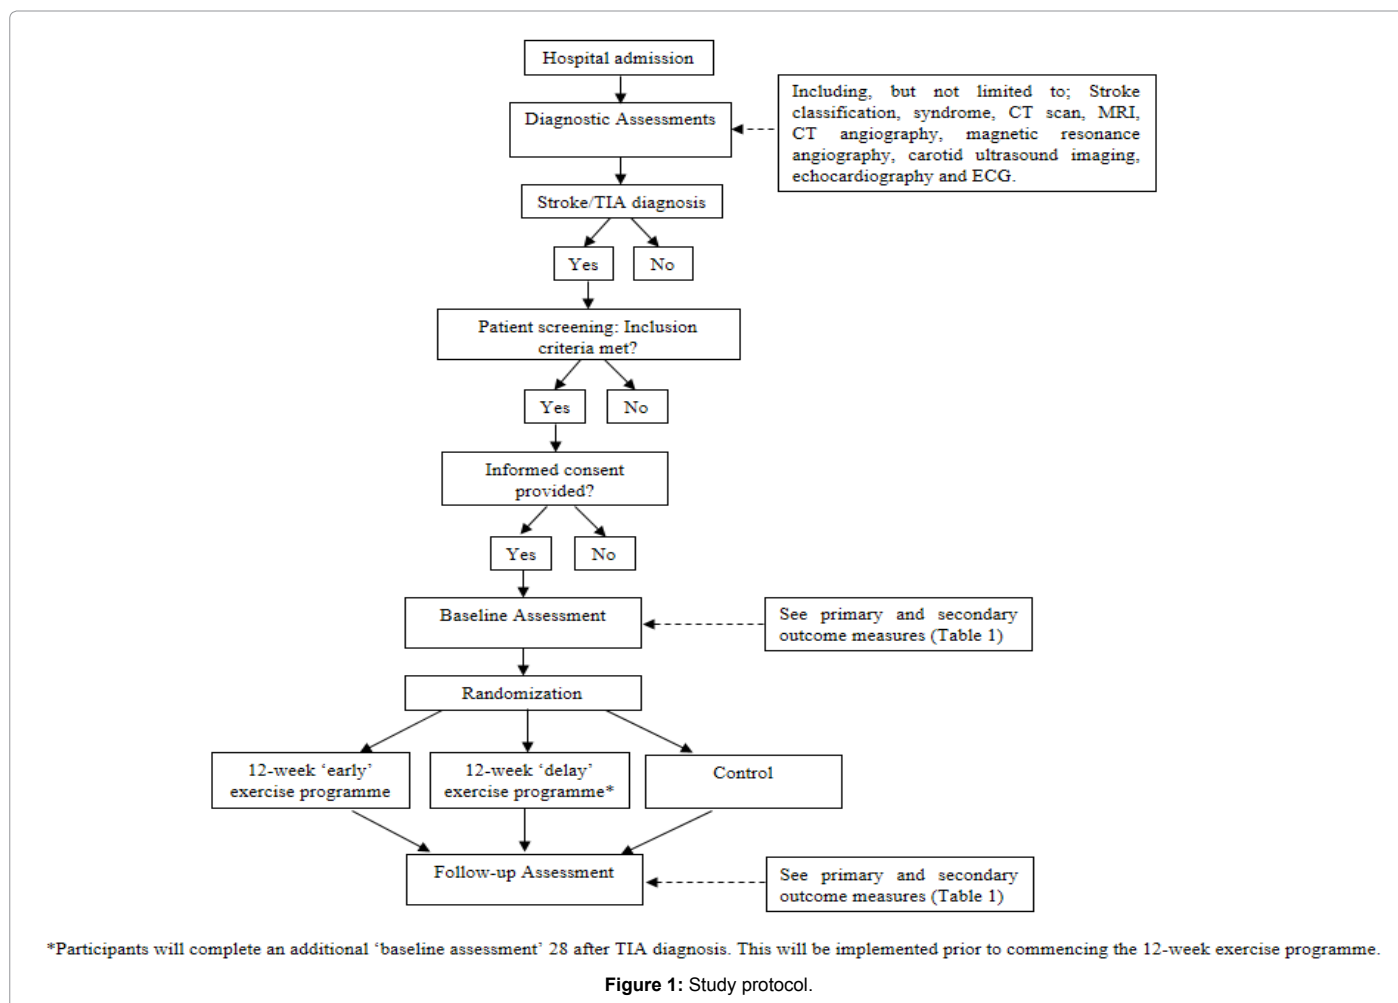 Hospital admission
Diagnostic Assessments
Including, but not limited to; Stroke
classification, syndrome, CT scan, MRI,
CT angiography, magnetic resonance
angiography, carotid ultrasound imaging,
echocardiography and ECG.
Stroke/TIA diagnosis
Yes
No
Patient screening: Inclusion
criteria met?
Yes
No
Informed consent
provided?
Yes
No
Baseline Assessment
See primary and secondary
outcome measures (Table 1)
Randomization
12-week ‘early’
exercise programme
12-week ‘delay’
exercise programme*
Control
Follow-up Assessment
See primary and secondary
outcome measures (Table 1)
*Participants will complete an additional ‘baseline assessment’ 28 after TIA diagnosis. This will be implemented prior to commencing the 12-week exercise programme.
Figure 1: Study protocol.